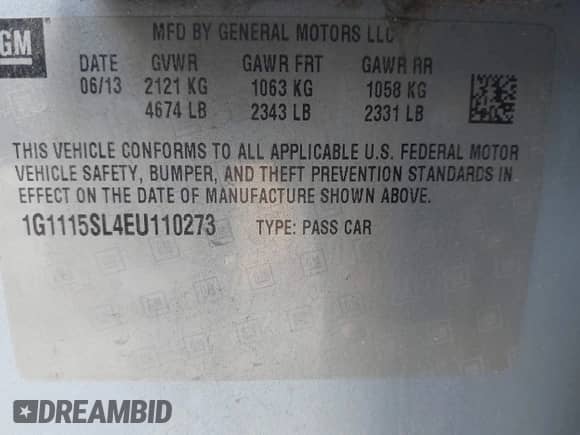 GM
MFD BY GENERAL MOTORS LLC
DATE GVWR GAWR FRT GAWR RR
06/13 2121 KG 1063 KG 1058 KG
4674 LB 2343 LB 2331 LB
THIS VEHICLE CONFORMS TO ALL APPLICABLE U.S. FEDERAL MOTOR
VEHICLE SAFETY, BUMPER, AND THEFT PREVENTION STANDARDS IN
EFFECT ON THE DATE OF MANUFACTURE SHOWN ABOVE.
1G1115SL4EU110273 TYPE: PASS CAR
DREAMBID